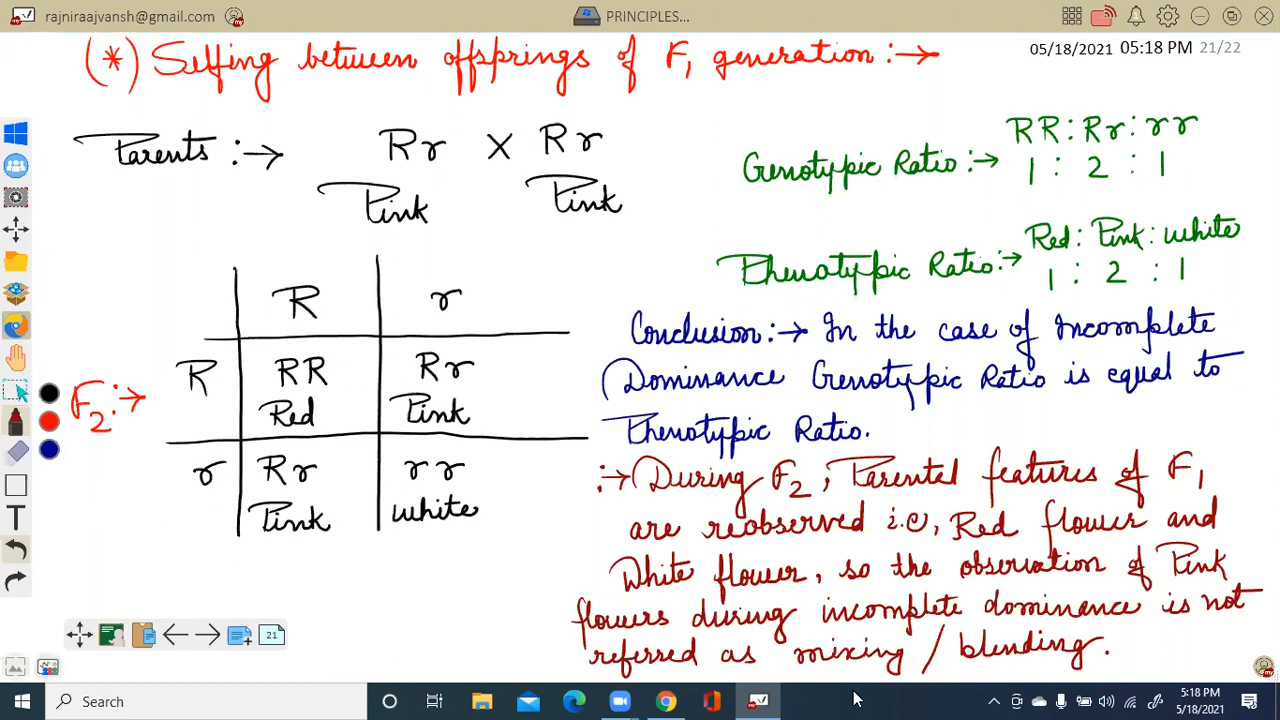 rajniraajvansh@gmail.com
PRINCIPLES...
05/18/2021 05:18 PM 21/22
(*) Selfing between offsprings of F1 generation :→
Parents :→ Rr X Rr
Pink Pink
R r
F2 :→
R RR Rr
Red Pink
r Rr rr
Pink white
RR : Rr : rr
Genotypic Ratio :→ 1 : 2 : 1
Red : Pink : white
Phenotypic Ratio :→ 1 : 2 : 1
Conclusion :→ In the case of Incomplete
Dominance Genotypic Ratio is equal to
Phenotypic Ratio.
:→ During F2, Parental features of F1
are reobserved i.e, Red flower and
White flower, so the observation of Pink
flowers during incomplete dominance is not
referred as mixing / blending.
T
21
Search
5:18 PM
5/18/2021